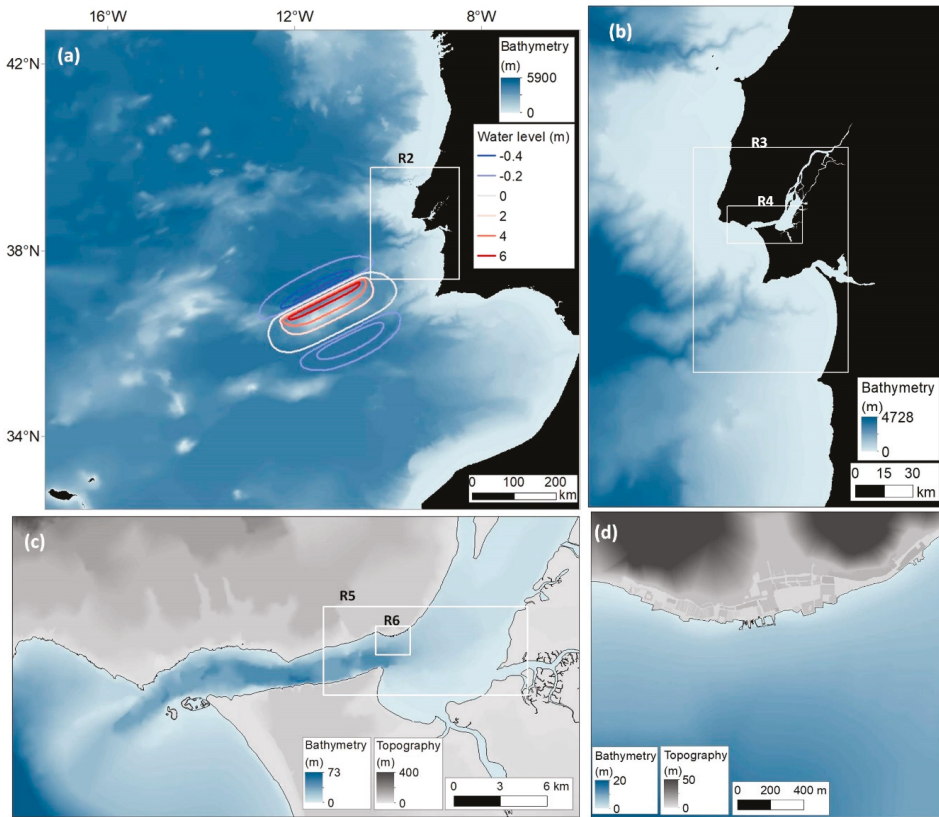 16°W 12°W 8°W
(a)
42°N
38°N
34°N
Bathymetry
(m)
5900
0
Water level (m)
-0.4
-0.2
0
2
4
6
R2
0 100 200
km
(b)
R3
R4
Bathymetry
(m)
4728
0
0 15 30
km
(c)
R5
R6
Bathymetry
(m)
73
0
Topography
(m)
400
0
0 3 6 km
(d)
Bathymetry
(m)
20
0
Topography
(m)
50
0
0 200 400 m